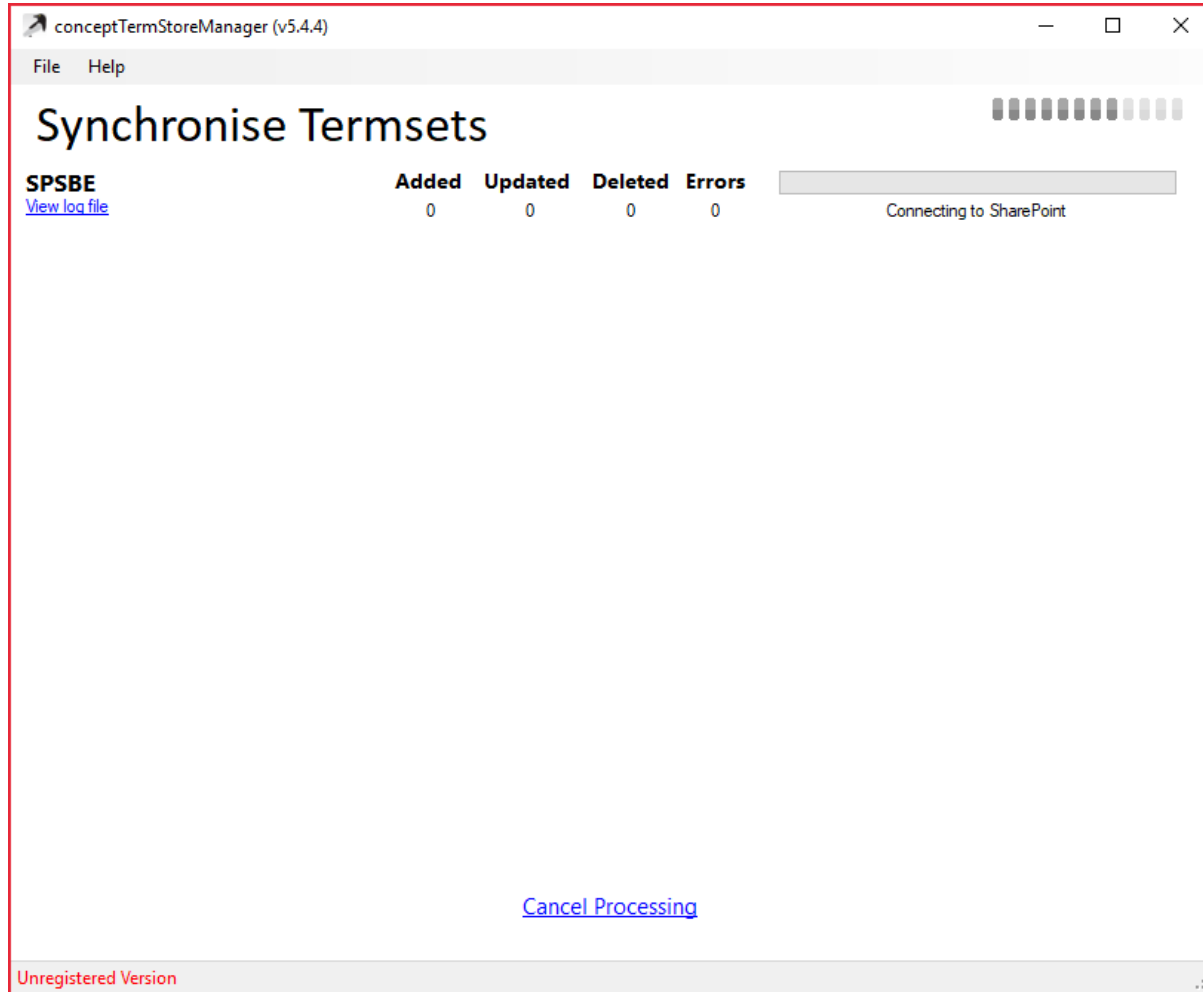 conceptTermStoreManager (v5.4.4)
File Help
Synchronise Termsets
SPSBE Added Updated Deleted Errors
View log file 0 0 0 0 Connecting to SharePoint
Cancel Processing
Unregistered Version